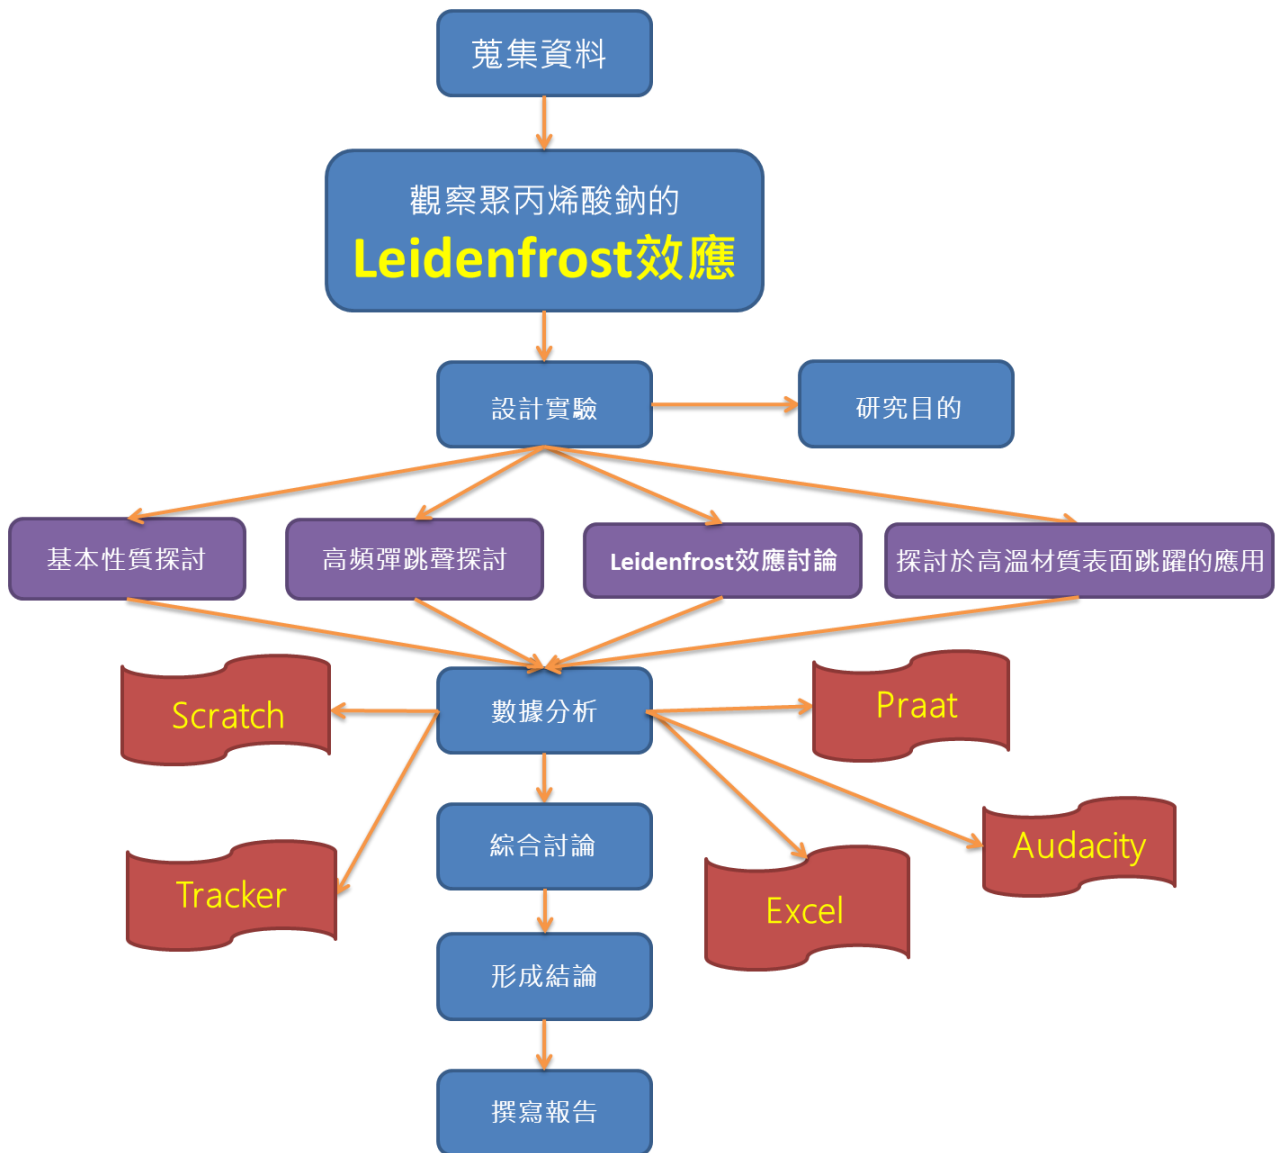 蒐集資料
觀察聚丙烯酸鈉的
Leidenfrost效應
設計實驗
研究目的
基本性質探討
高頻彈跳聲探討
Leidenfrost效應討論
探討於高溫材質表面跳躍的應用
Scratch
數據分析
Praat
綜合討論
Audacity
Tracker
Excel
形成結論
撰寫報告